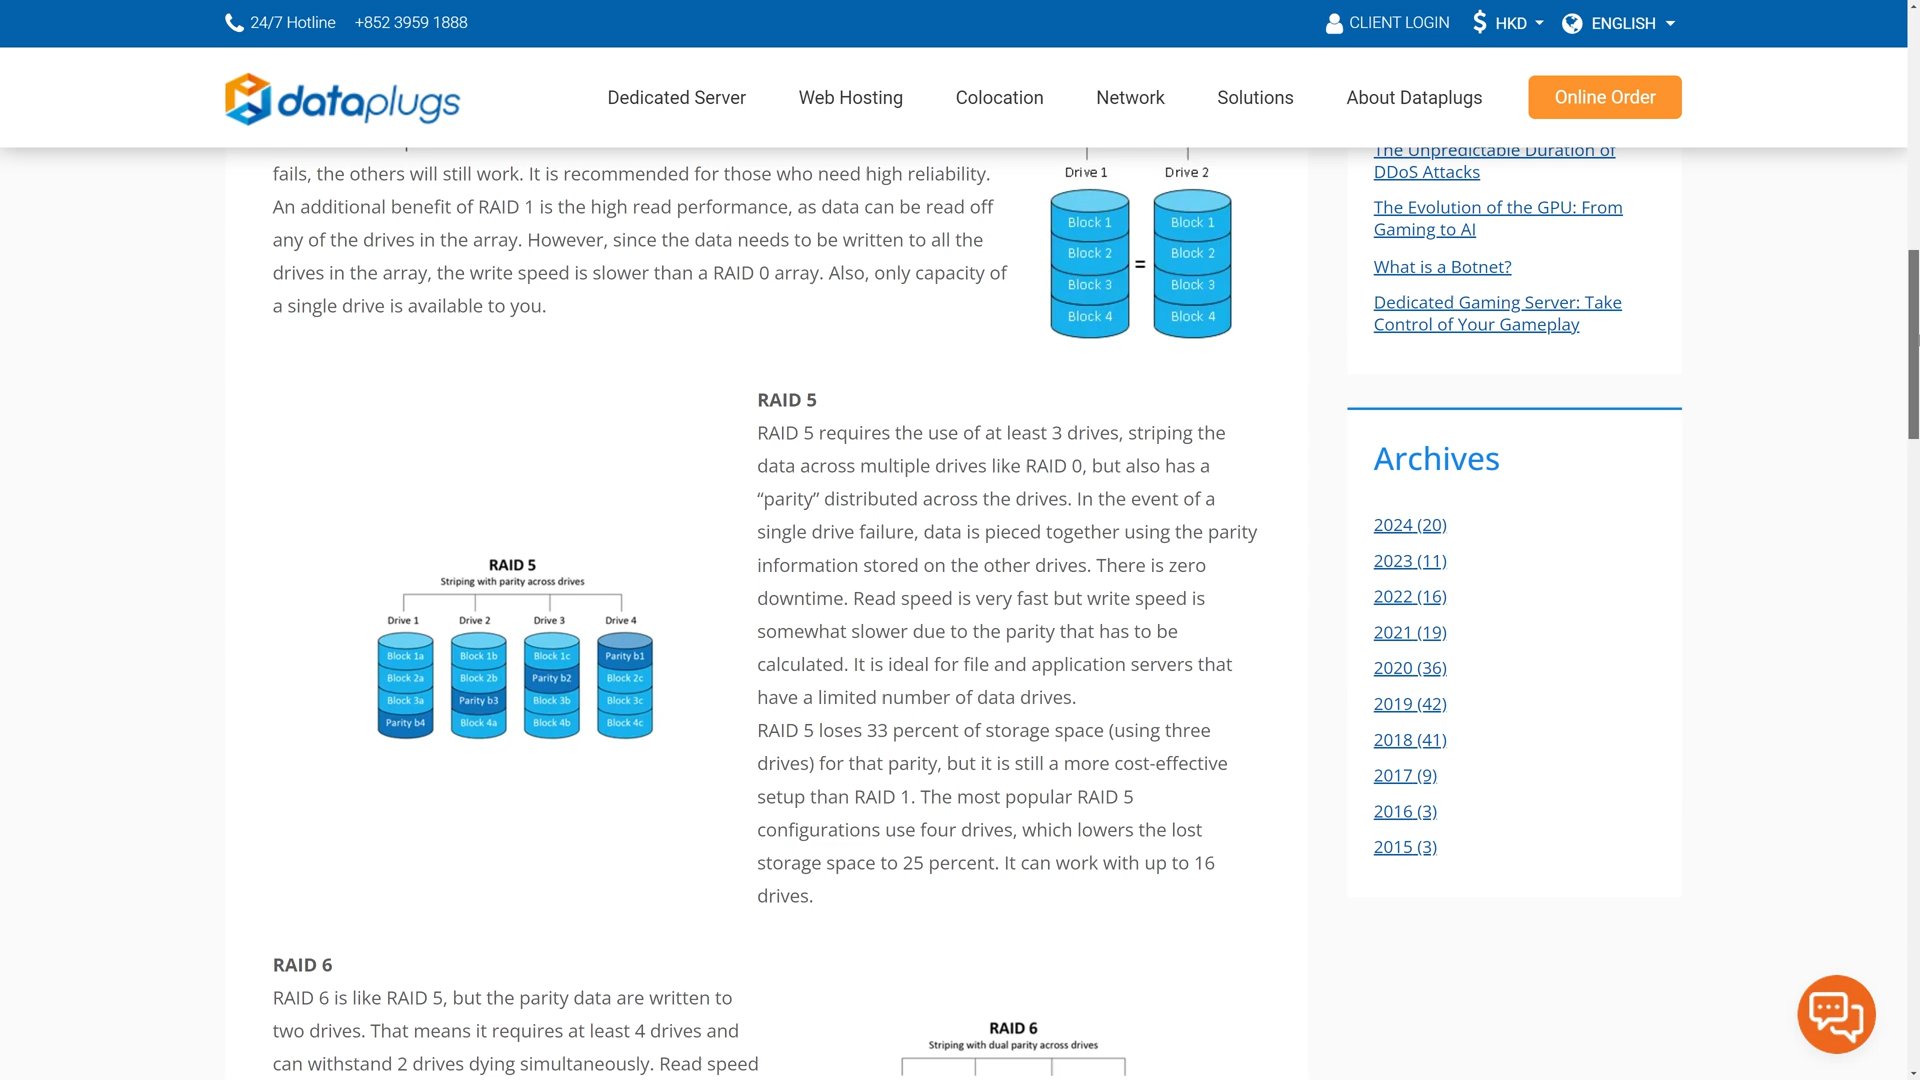 24/7 Hotline +852 3959 1888
CLIENT LOGIN
HKD
ENGLISH
dataplugs
Dedicated Server
Web Hosting
Colocation
Network
Solutions
About Dataplugs
Online Order
fails, the others will still work. It is recommended for those who need high reliability.
An additional benefit of RAID 1 is the high read performance, as data can be read off
any of the drives in the array. However, since the data needs to be written to all the
drives in the array, the write speed is slower than a RAID 0 array. Also, only capacity of
a single drive is available to you.
Drive 1 Drive 2
Block 1 Block 1
Block 2 Block 2
=
Block 3 Block 3
Block 4 Block 4
RAID 5
RAID 5 requires the use of at least 3 drives, striping the
data across multiple drives like RAID 0, but also has a
“parity” distributed across the drives. In the event of a
single drive failure, data is pieced together using the parity
information stored on the other drives. There is zero
downtime. Read speed is very fast but write speed is
somewhat slower due to the parity that has to be
calculated. It is ideal for file and application servers that
have a limited number of data drives.
RAID 5 loses 33 percent of storage space (using three
drives) for that parity, but it is still a more cost-effective
setup than RAID 1. The most popular RAID 5
configurations use four drives, which lowers the lost
storage space to 25 percent. It can work with up to 16
drives.
RAID 5
Striping with parity across drives
Drive 1 Drive 2 Drive 3 Drive 4
Block 1a Block 1b Block 1c Parity b1
Block 2a Block 2b Parity b2 Block 2c
Block 3a Parity b3 Block 3b Block 3c
Parity b4 Block 4a Block 4b Block 4c
RAID 6
RAID 6 is like RAID 5, but the parity data are written to
two drives. That means it requires at least 4 drives and
can withstand 2 drives dying simultaneously. Read speed
RAID 6
Striping with dual parity across drives
The Unpredictable Duration of
DDoS Attacks
The Evolution of the GPU: From
Gaming to AI
What is a Botnet?
Dedicated Gaming Server: Take
Control of Your Gameplay
Archives
2024 (20)
2023 (11)
2022 (16)
2021 (19)
2020 (36)
2019 (42)
2018 (41)
2017 (9)
2016 (3)
2015 (3)